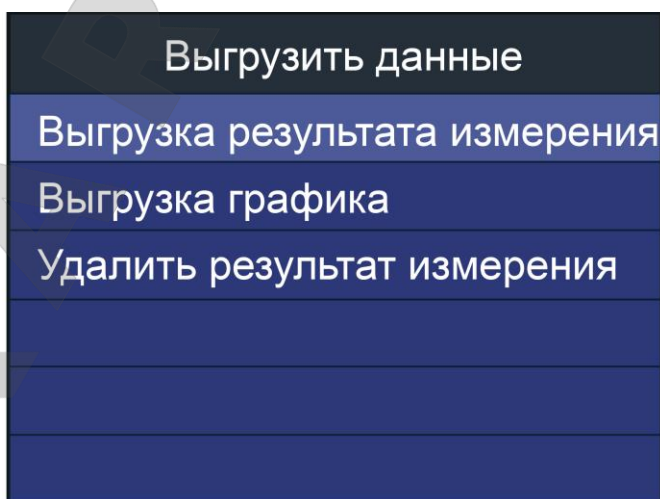 Выгрузить данные
Выгрузка результата измерения
Выгрузка графика
Удалить результат измерения